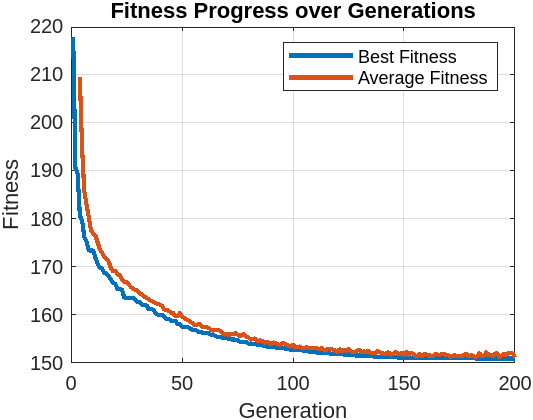 Fitness Progress over Generations
220
210
200
190
180
170
160
150
Fitness
Best Fitness
Average Fitness
0
50
100
150
200
Generation